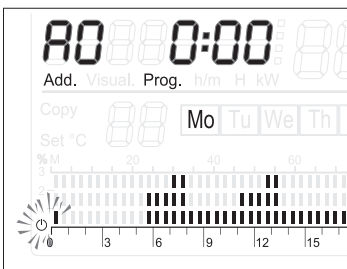 A0 0:00
Add. Visual. Prog. h/m H kW
Copy
Mo Tu We Th
Set °C
% M 20 40 60
3
2
0 3 6 9 12 15